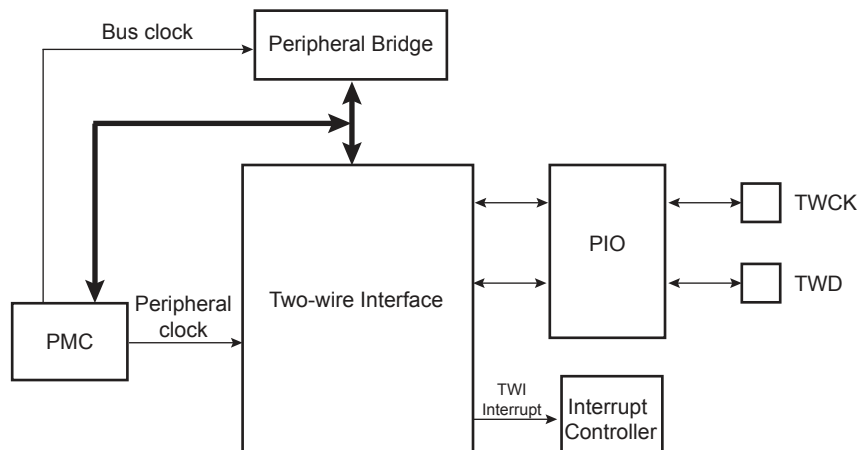 Bus clock
Peripheral Bridge
TWCK
PIO
Two-wire Interface
TWD
Peripheral
clock
PMC
TWI
Interrupt
Interrupt
Controller